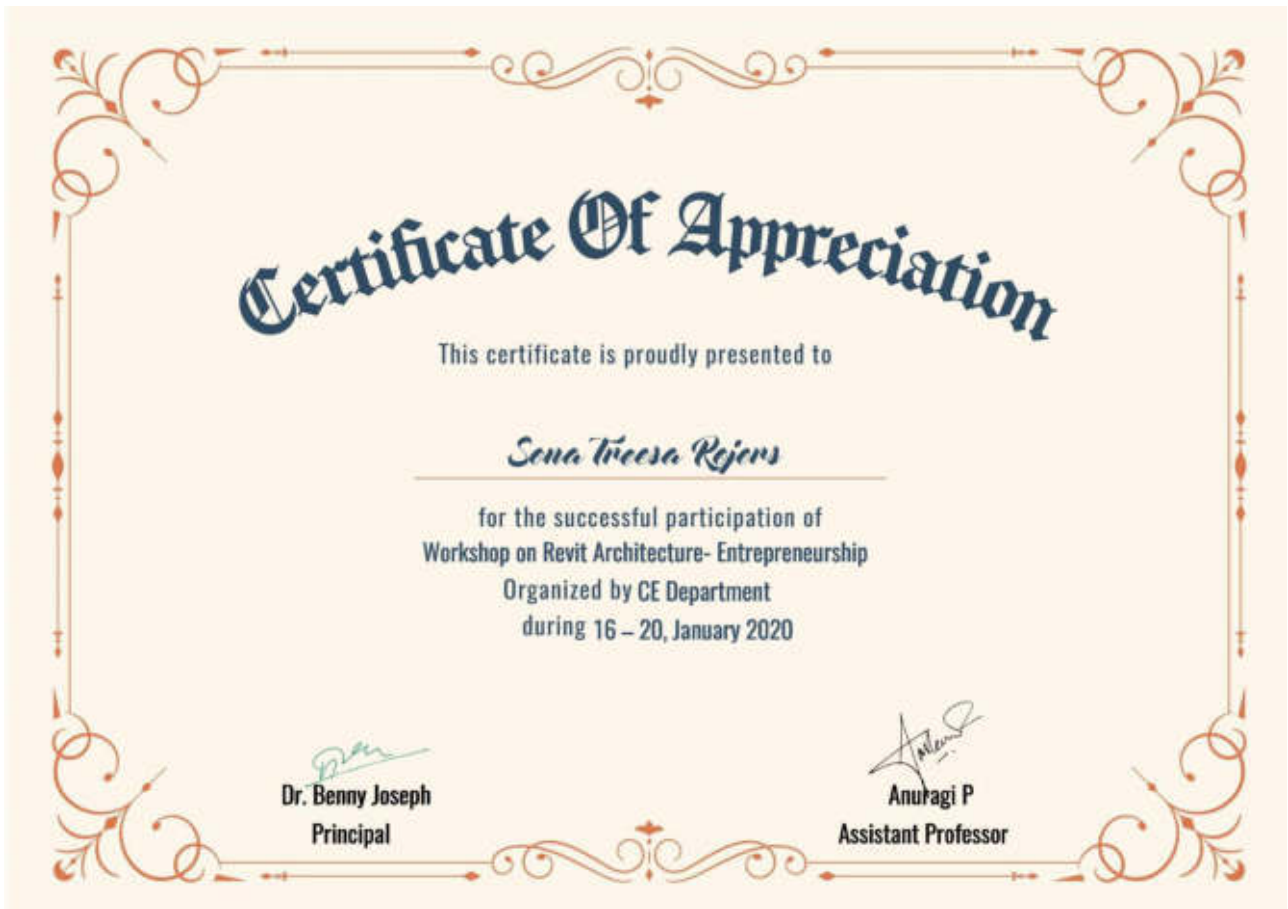 Certificate Of Appreciation
This certificate is proudly presented to
Sona Treesa Rojers
for the successful participation of
Workshop on Revit Architecture- Entrepreneurship
Organized by CE Department
during 16 – 20, January 2020
Dr. Benny Joseph
Principal
Anuragi P
Assistant Professor